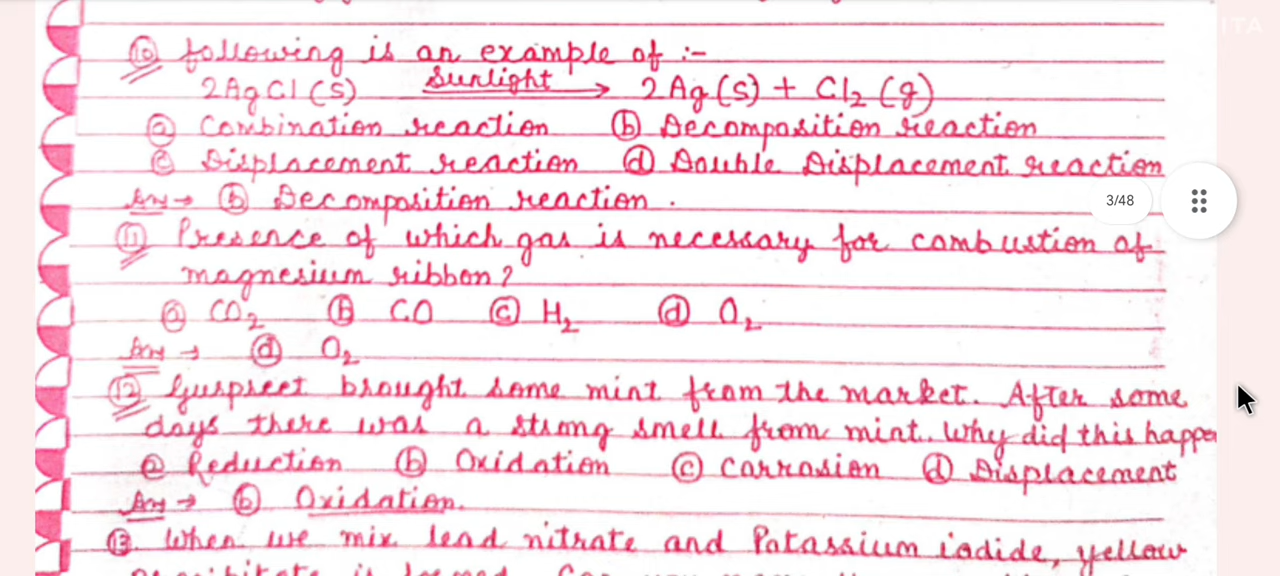 ITA
⑩ following is an example of :-
2AgCl(s) Sunlight → 2Ag(s) + Cl₂(g)
ⓐ Combination reaction ⓑ Decomposition reaction
ⓒ Displacement reaction ⓓ Double Displacement reaction
Ans → ⓑ Decomposition reaction.
3/48
⑪ Presence of which gas is necessary for combustion of
magnesium ribbon?
ⓐ CO₂ ⓑ CO ⓒ H₂ ⓓ O₂
Ans → ⓓ O₂
⑫ Gurpreet brought some mint from the market. After some
days there was a strong smell from mint. Why did this happen
ⓐ Reduction ⓑ Oxidation ⓒ Corrosion ⓓ Displacement
Ans → ⓑ Oxidation.
⑬ When we mix lead nitrate and Potassium iodide, yellow